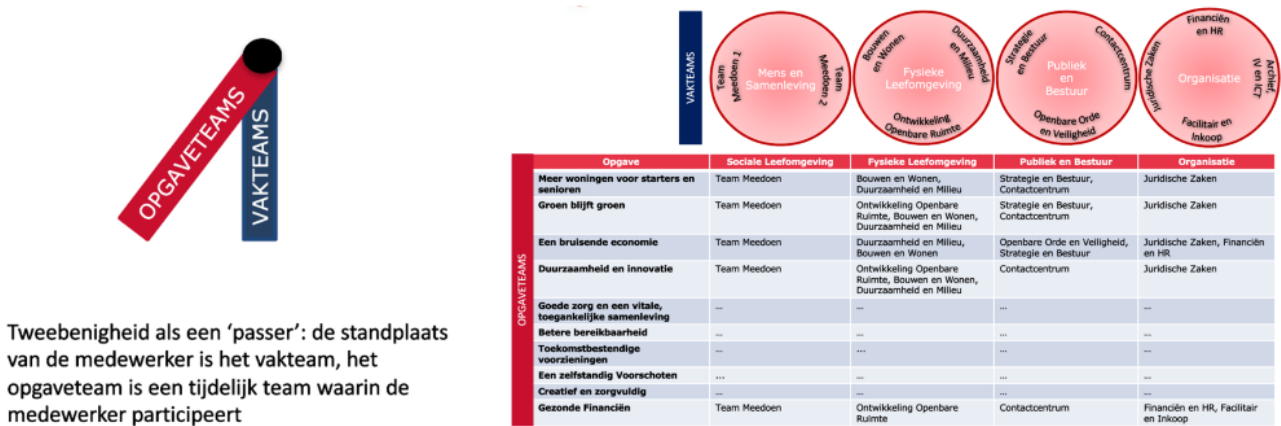 OPGAVETEAMS
VAKTEAMS
Tweebenigheid als een ‘passer’: de standplaats
van de medewerker is het vakteam, het
opgaveteam is een tijdelijk team waarin de
medewerker participeert
VAKTEAMS
Team
Meedoen 1
Mens en
Samenleving
Team
Meedoen 2
Bouwen
en Wonen
Duurzaamheid
en Milieu
Fysieke
Leefomgeving
Ontwikkeling
Openbare Ruimte
Strategie
en Bestuur
Contactcentrum
Publiek
en
Bestuur
Openbare Orde
en Veiligheid
Financiën
en HR
Juridische Zaken
Organisatie
Archief,
IV en ICT
Facilitair en
Inkoop
OPGAVETEAMS
Opgave Sociale Leefomgeving Fysieke Leefomgeving Publiek en Bestuur Organisatie
Meer woningen voor starters en Team Meedoen Bouwen en Wonen, Strategie en Bestuur, Juridische Zaken
senioren Duurzaamheid en Milieu Contactcentrum
Groen blijft groen Team Meedoen Ontwikkeling Openbare Strategie en Bestuur, Juridische Zaken
Ruimte, Bouwen en Wonen, Contactcentrum
Duurzaamheid en Milieu
Een bruisende economie Team Meedoen Duurzaamheid en Milieu, Openbare Orde en Veiligheid, Juridische Zaken, Financiën
Bouwen en Wonen Strategie en Bestuur en HR
Duurzaamheid en innovatie Team Meedoen Ontwikkeling Openbare Contactcentrum Juridische Zaken
Ruimte, Bouwen en Wonen,
Duurzaamheid en Milieu
Goede zorg en een vitale, ... ... ... ...
toegankelijke samenleving
Betere bereikbaarheid ... ... ... ...
Toekomstbestendige ... ... ... ...
voorzieningen
Een zelfstandig Voorschoten ... ... ... ...
Creatief en zorgvuldig ... ... ... ...
Gezonde Financiën Team Meedoen Ontwikkeling Openbare Contactcentrum Financiën en HR, Facilitair
Ruimte en Inkoop